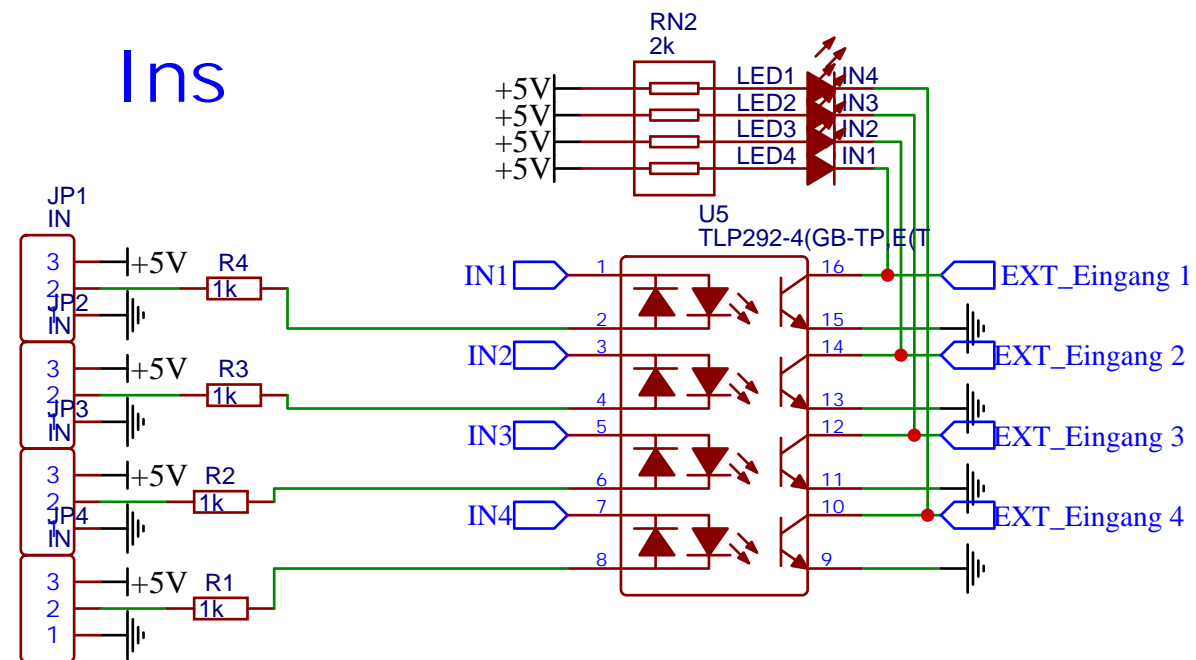 Ins
RN2
2k
+5V
LED1
IN4
+5V
LED2
IN3
+5V
LED3
IN2
+5V
LED4
IN1
U5
TLP292-4(GB-TP,E(T
JP1
IN
3
+5V
R4
2
1k
1
JP2
IN
3
+5V
R3
2
1k
1
JP3
IN
3
+5V
R2
2
1k
1
JP4
IN
3
+5V
R1
2
1k
1
IN1
1
16
EXT_Eingang 1
2
15
IN2
3
14
EXT_Eingang 2
4
13
IN3
5
12
EXT_Eingang 3
6
11
IN4
7
10
EXT_Eingang 4
8
9